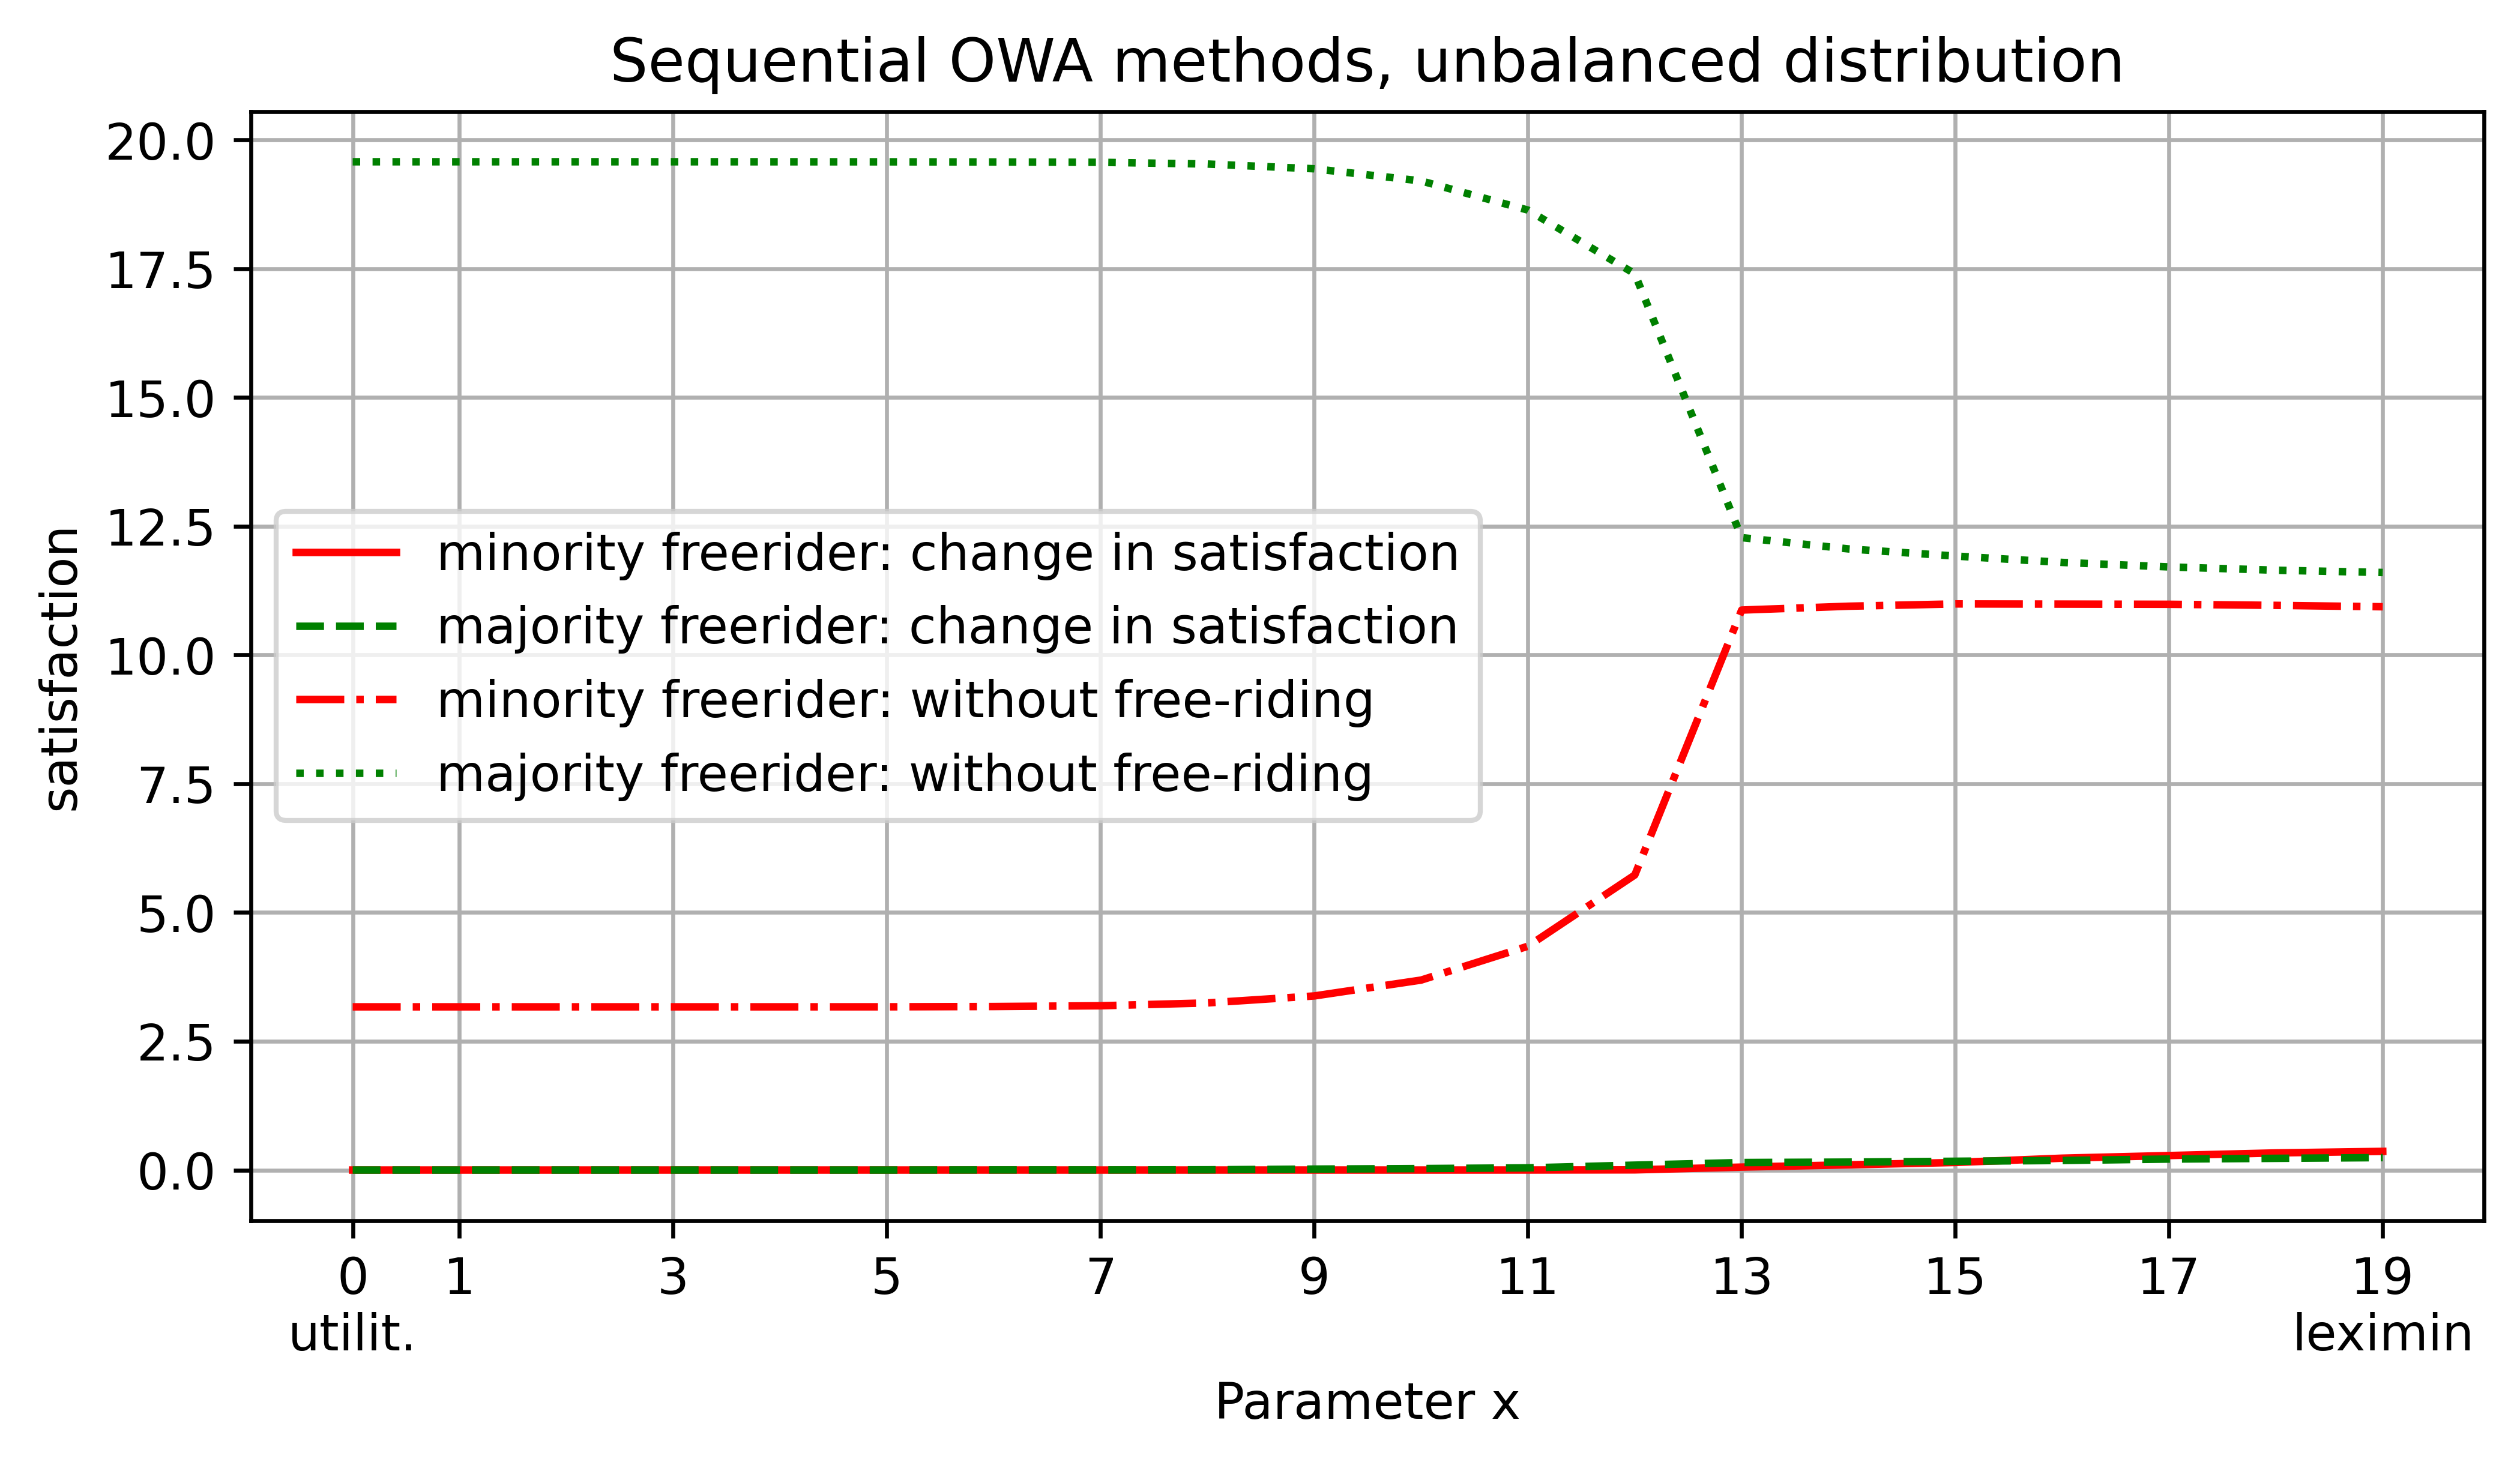 Sequential OWA methods, unbalanced distribution
20.0
17.5
15.0
12.5
10.0
7.5
5.0
2.5
0.0
satisfaction
minority freerider: change in satisfaction
majority freerider: change in satisfaction
minority freerider: without free-riding
majority freerider: without free-riding
0 1 3 5 7 9 11 13 15 17 19
utilit. leximin
Parameter x